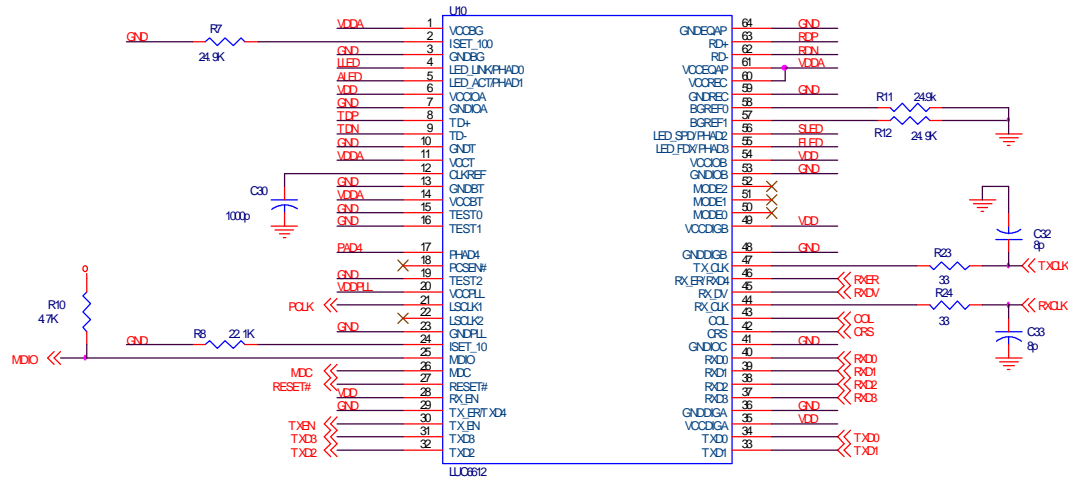 U10
VDDA 1 VCCBG
GND R7 24.9K 2 ISET_100
GND 3 GNDBG
LLED 4 LED_LINK/PHAD0
ALED 5 LED_ACT/PHAD1
VDD 6 VCCIOA
GND 7 GNDIOA
TDP 8 TD+
TDN 9 TD-
GND 10 GNDT
VDDA 11 VCCT
12 CLKREF
C30 1000p
GND 13 GNDBT
VDDA 14 VCCBT
GND 15 TEST0
GND 16 TEST1
PAD4 17 PHAD4
18 PCSEN#
GND 19 TEST2
VDDPLL 20 VCCPLL
PCLK 21 LSCLK1
22 LSCLK2
GND 23 GNDPLL
GND R8 22.1K 24 ISET_10
R10 4.7K
MDIO 25 MDIO
MDC 26 MDC
RESET# 27 RESET#
VDD 28 RX_EN
GND 29 TX_ER/TXD4
TXEN 30 TX_EN
TXD3 31 TXD3
TXD2 32 TXD2
GNDEQAP 64 GND
RD+ 63 RDP
RD- 62 RDN
VCCEQAP 61 VDDA
VCCREC 60
GNDREC 59 GND
BGREF0 58 R11 24.9k
BGREF1 57 R12 24.9K
LED_SPD/PHAD2 56 SLED
LED_FDX/PHAD3 55 FLED
VCCIOB 54 VDD
GNDIOB 53 GND
MODE2 52
MODE1 51
MODE0 50
VCCDIGB 49 VDD
GNDDIGB 48 GND
TX_CLK 47 R23 33 TXCLK
C32 8p
RX_ER/RXD4 46 RXER
RX_DV 45 RXDV
RX_CLK 44 R24 33 RXCLK
C33 8p
COL 43 COL
CRS 42 CRS
GNDIOC 41 GND
RXD0 40 RXD0
RXD1 39 RXD1
RXD2 38 RXD2
RXD3 37 RXD3
GNDDIGA 36 GND
VCCDIGA 35 VDD
TXD0 34 TXD0
TXD1 33 TXD1
LUC6612